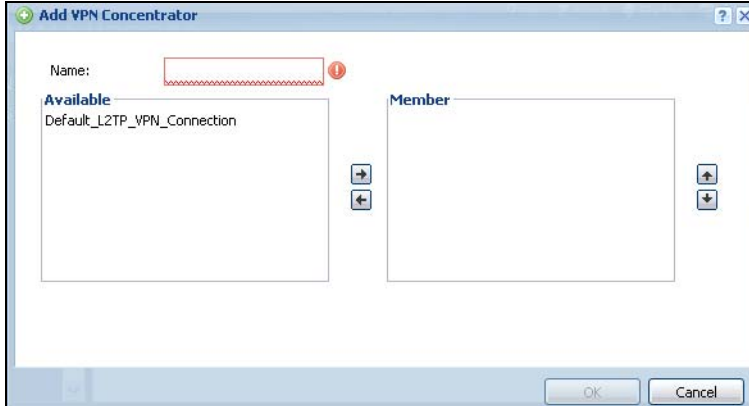 Add VPN Concentrator
Name:
Available
Default_L2TP_VPN_Connection
Member
OK
Cancel